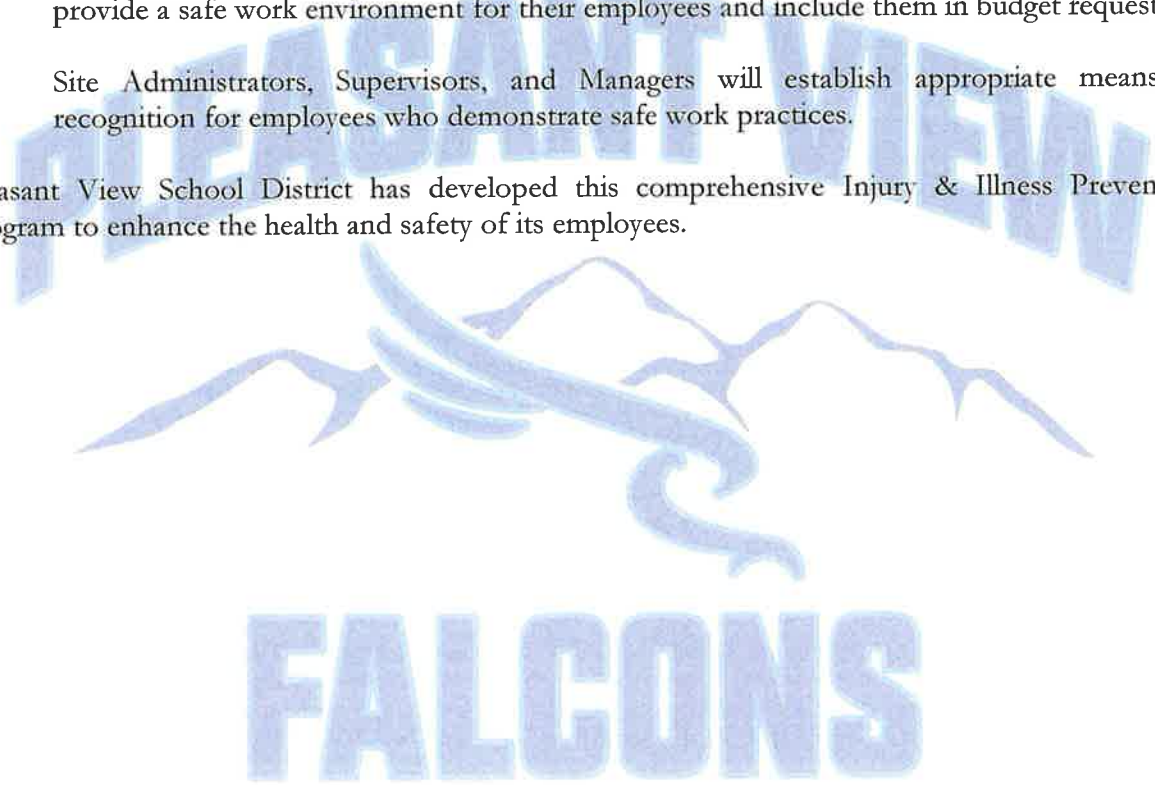 provide a safe work environment for their employees and include them in budget request
Site Administrators, Supervisors, and Managers will establish appropriate means
recognition for employees who demonstrate safe work practices.
asant View School District has developed this comprehensive Injury & Illness Preven
gram to enhance the health and safety of its employees.
PLEASANT VIEW
FALCONS